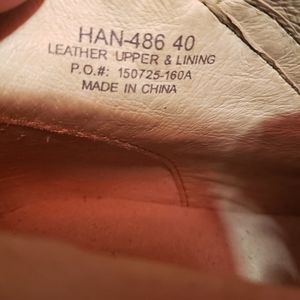 HAN-486 40
LEATHER UPPER & LINING
P.O.#: 150725-160A
MADE IN CHINA